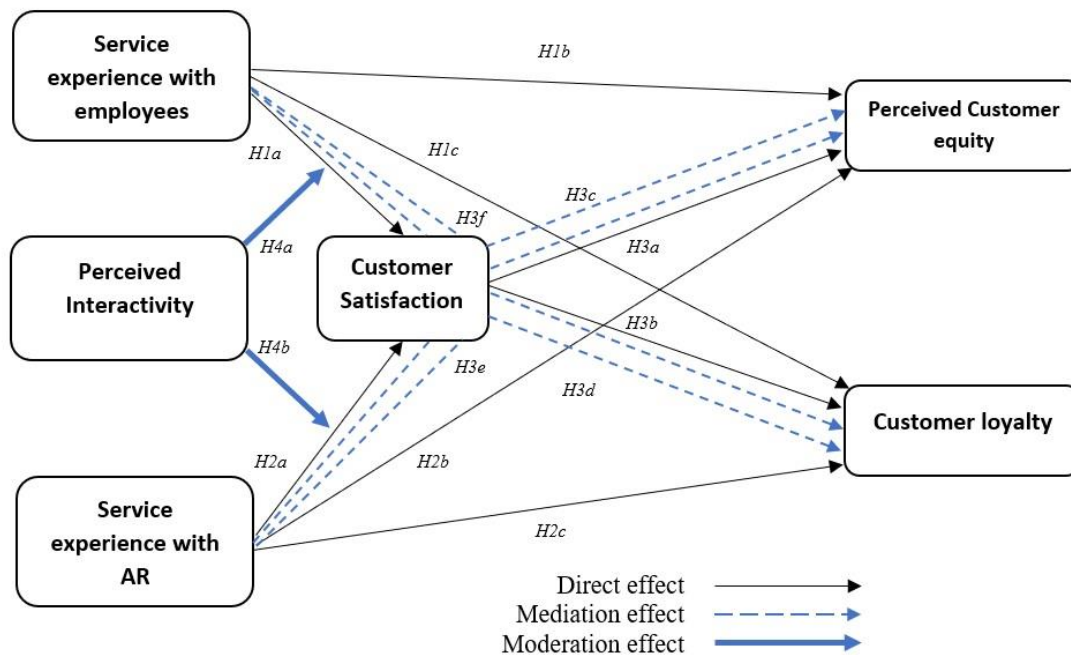 Service
experience with
employees
H1b
Perceived Customer
equity
H1a
H1c
H3c
H3f
H4a
H3a
Perceived
Interactivity
Customer
Satisfaction
H3b
H4b
H3e
H3d
H2a
H2b
Customer loyalty
Service
experience with
AR
H2c
Direct effect
Mediation effect
Moderation effect